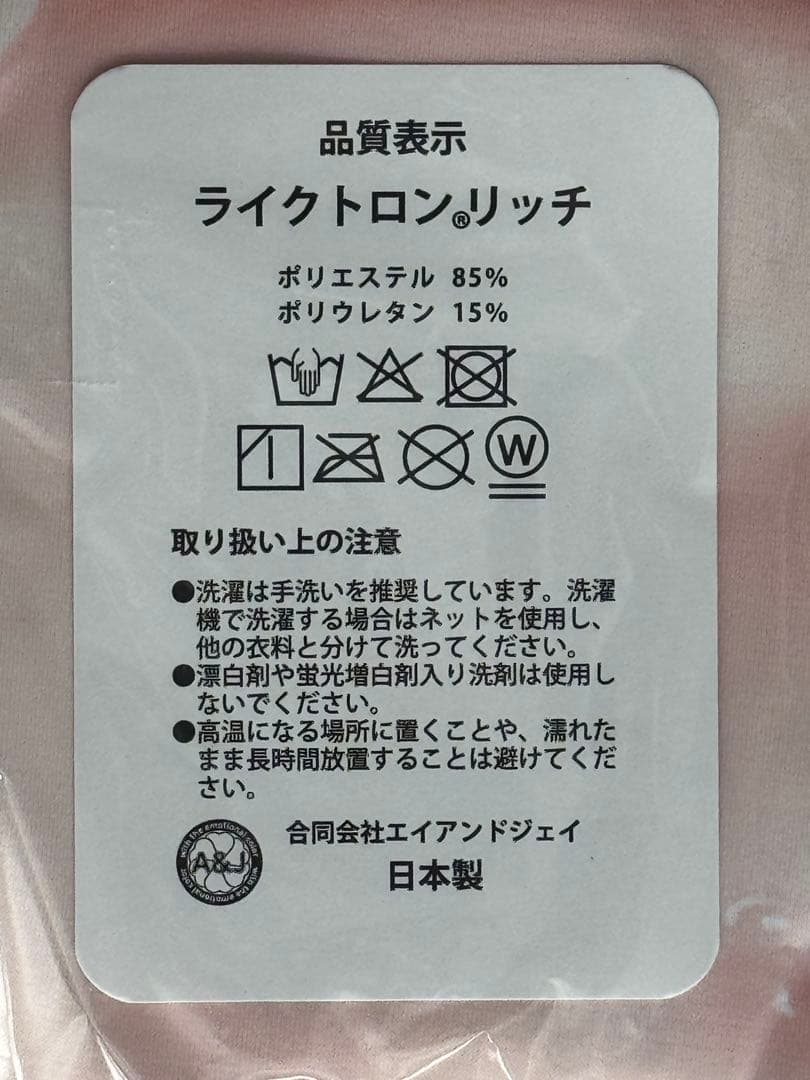 品質表示
ライクトロン®リッチ
ポリエステル 85%
ポリウレタン 15%
W
取り扱い上の注意
●洗濯は手洗いを推奨しています。洗濯
機で洗濯する場合はネットを使用し、
他の衣料と分けて洗ってください。
●漂白剤や蛍光増白剤入り洗剤は使用し
ないでください。
●高温になる場所に置くことや、濡れた
まま長時間放置することは避けてくだ
さい。
with the emotional color
A&J
with the emotional color
合同会社エイアンドジェイ
日本製